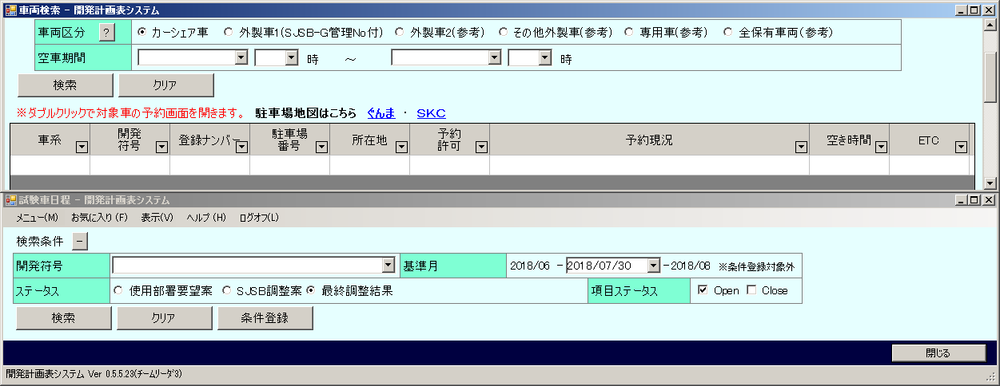 車両検索 - 開発計画表システム
車両区分 ? カーシェア車 外製車1(SJSB-G管理No付) 外製車2(参考) その他外製車(参考) 専用車(参考) 全保有車両(参考)
空車期間 時 ～ 時
検索 クリア
※ダブルクリックで対象車の予約画面を開きます。 駐車場地図はこちら ぐんま ・ SKC
車系 開発符号 登録ナンバー 駐車場番号 所在地 予約許可 予約現況 空き時間 ETC
試験車日程 - 開発計画表システム
メニュー(M) お気に入り(F) 表示(V) ヘルプ(H) ログオフ(L)
検索条件 -
開発符号 基準月 2018/06 - 2018/07/30 -2018/08 ※条件登録対象外
ステータス 使用部署要望案 SJSB調整案 最終調整結果 項目ステータス Open Close
検索 クリア 条件登録
閉じる
開発計画表システム Ver 0.5.5.23(ﾁｰﾑﾘｰﾀﾞ3)